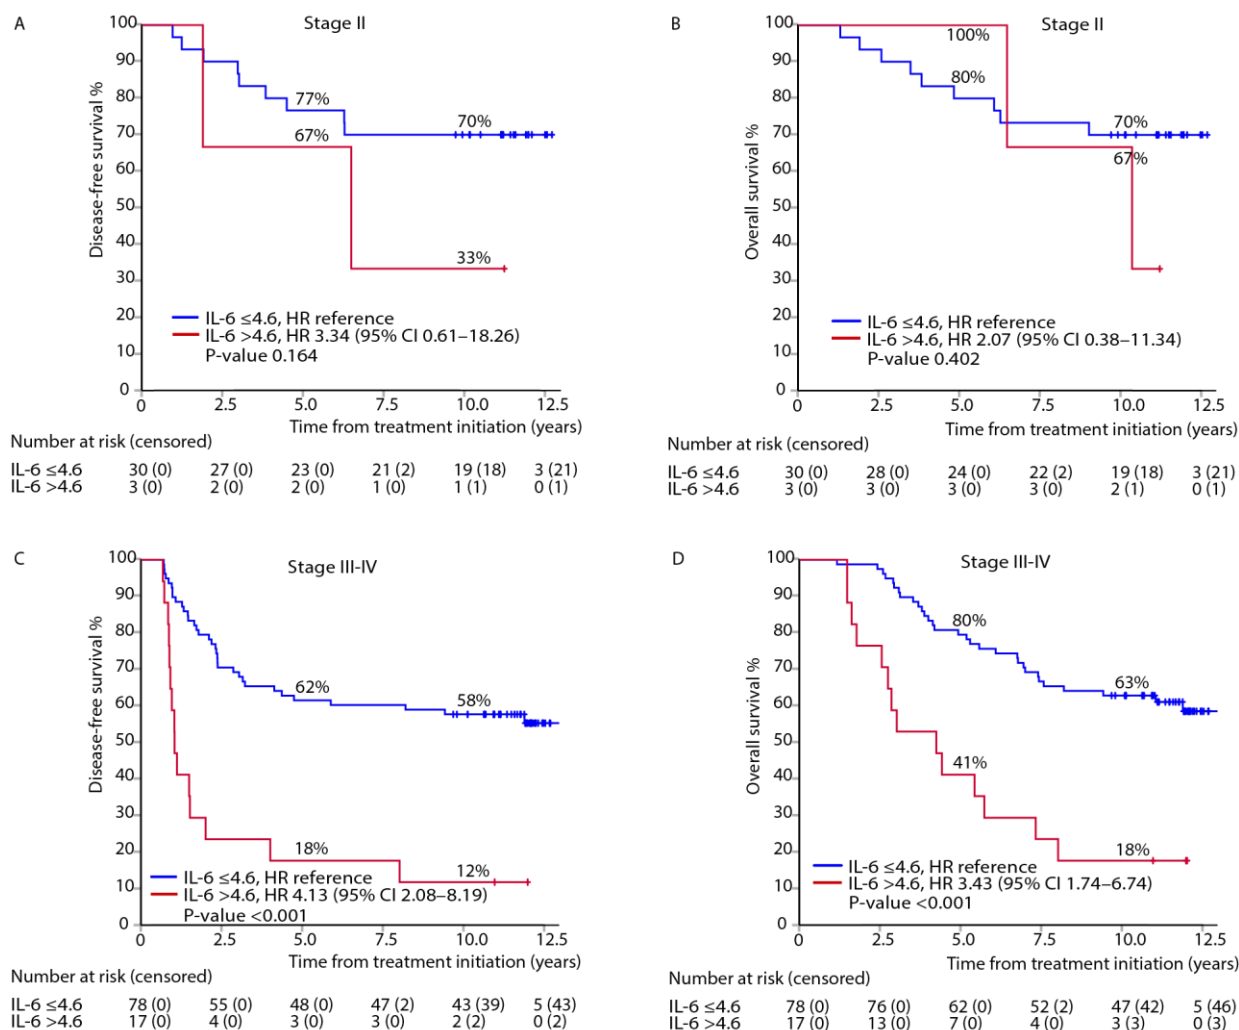 A
Stage II
Disease-free survival %
100
90
80
70
60
50
40
30
20
10
0
77%
70%
67%
33%
IL-6 ≤4.6, HR reference
IL-6 >4.6, HR 3.34 (95% CI 0.61–18.26)
P-value 0.164
0 2.5 5.0 7.5 10.0 12.5
Time from treatment initiation (years)
Number at risk (censored)
IL-6 ≤4.6 30 (0) 27 (0) 23 (0) 21 (2) 19 (18) 3 (21)
IL-6 >4.6 3 (0) 2 (0) 2 (0) 1 (0) 1 (1) 0 (1)
B
Stage II
Overall survival %
100
90
80
70
60
50
40
30
20
10
0
100%
80%
70%
67%
IL-6 ≤4.6, HR reference
IL-6 >4.6, HR 2.07 (95% CI 0.38–11.34)
P-value 0.402
0 2.5 5.0 7.5 10.0 12.5
Time from treatment initiation (years)
Number at risk (censored)
IL-6 ≤4.6 30 (0) 28 (0) 24 (0) 22 (2) 19 (18) 3 (21)
IL-6 >4.6 3 (0) 3 (0) 3 (0) 3 (0) 2 (1) 0 (1)
C
Stage III-IV
Disease-free survival %
100
90
80
70
60
50
40
30
20
10
0
62%
58%
18%
12%
IL-6 ≤4.6, HR reference
IL-6 >4.6, HR 4.13 (95% CI 2.08–8.19)
P-value <0.001
0 2.5 5.0 7.5 10.0 12.5
Time from treatment initiation (years)
Number at risk (censored)
IL-6 ≤4.6 78 (0) 55 (0) 48 (0) 47 (2) 43 (39) 5 (43)
IL-6 >4.6 17 (0) 4 (0) 3 (0) 3 (0) 2 (2) 0 (2)
D
Stage III-IV
Overall survival %
100
90
80
70
60
50
40
30
20
10
0
80%
63%
41%
18%
IL-6 ≤4.6, HR reference
IL-6 >4.6, HR 3.43 (95% CI 1.74–6.74)
P-value <0.001
0 2.5 5.0 7.5 10.0 12.5
Time from treatment initiation (years)
Number at risk (censored)
IL-6 ≤4.6 78 (0) 76 (0) 62 (0) 52 (2) 47 (42) 5 (46)
IL-6 >4.6 17 (0) 13 (0) 7 (0) 4 (0) 3 (3) 0 (3)